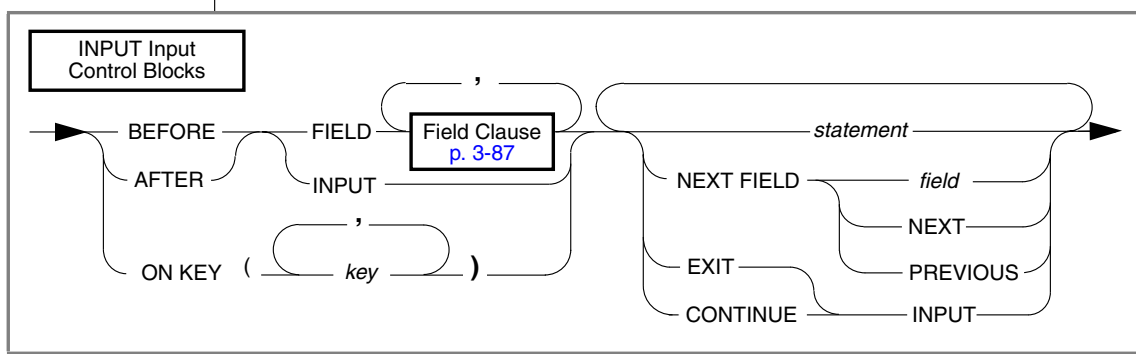 INPUT Input
Control Blocks
,
,
BEFORE
FIELD
Field Clause
p. 3-87
statement
AFTER
INPUT
NEXT FIELD
field
NEXT
PREVIOUS
ON KEY ( key )
EXIT
CONTINUE
INPUT